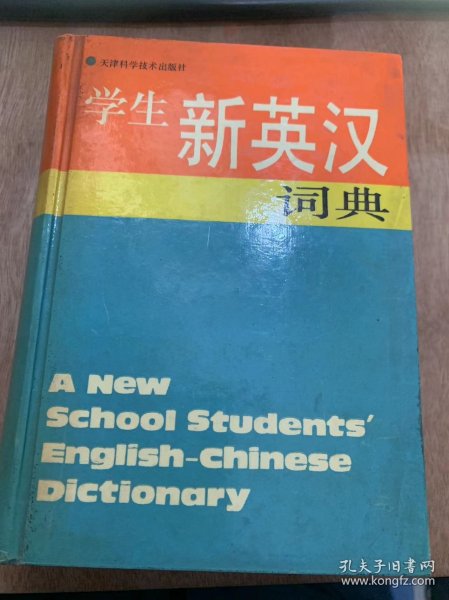 天津科学技术出版社
学生 新英汉
词典
A New
School Students'
English-Chinese
Dictionary
孔夫子旧书网
www.kongfz.com